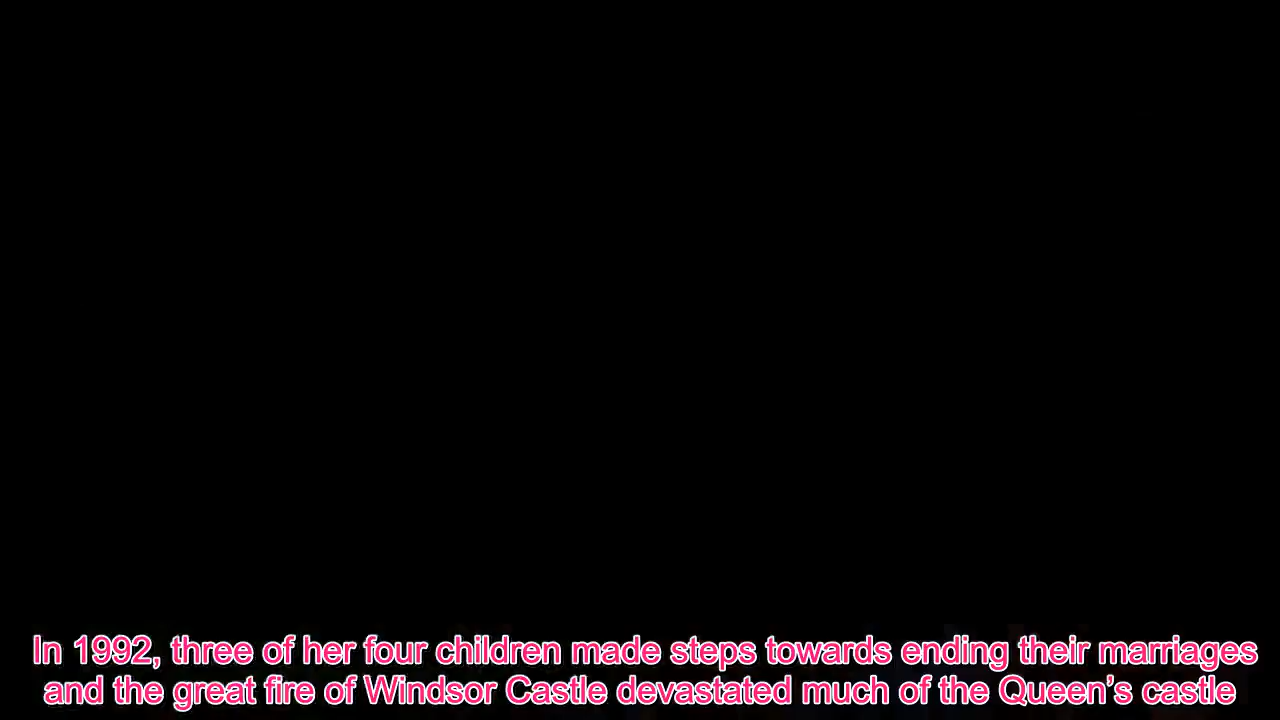 In 1992, three of her four children made steps towards ending their marriages
and the great fire of Windsor Castle devastated much of the Queen’s castle